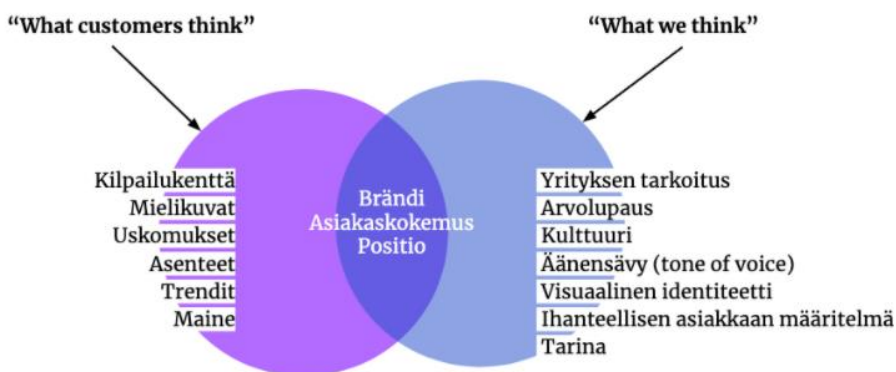 “What customers think”
“What we think”
Kilpailukenttä
Mielikuvat
Uskomukset
Asenteet
Trendit
Maine
Brändi
Asiakaskokemus
Positio
Yrityksen tarkoitus
Arvolupaus
Kulttuuri
Äänensävy (tone of voice)
Visuaalinen identiteetti
Ihanteellisen asiakkaan määritelmä
Tarina